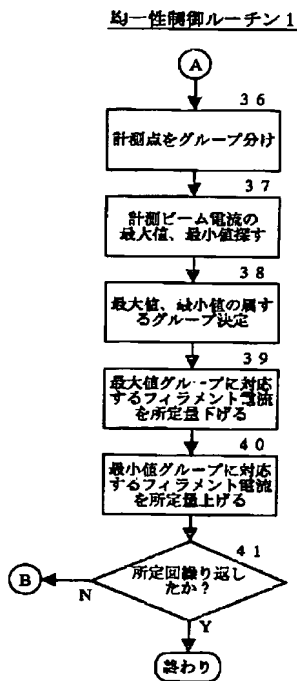 均一性制御ルーチン1
A
36
計測点をグループ分け
37
計測ビーム電流の
最大値、最小値探す
38
最大値、最小値の属す
るグループ決定
39
最大値グループに対応
するフィラメント電流
を所定量下げる
40
最小値グループに対応
するフィラメント電流
を所定量上げる
41
所定回繰り返し
たか?
B
N
Y
終わり